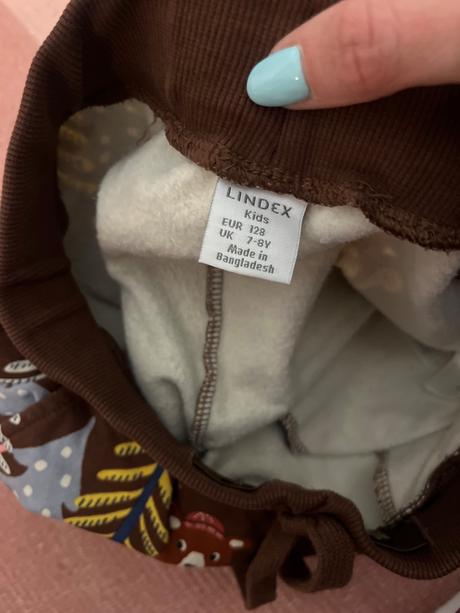 LINDEX
Kids
EUR 128
UK 7-8Y
Made in
Bangladesh